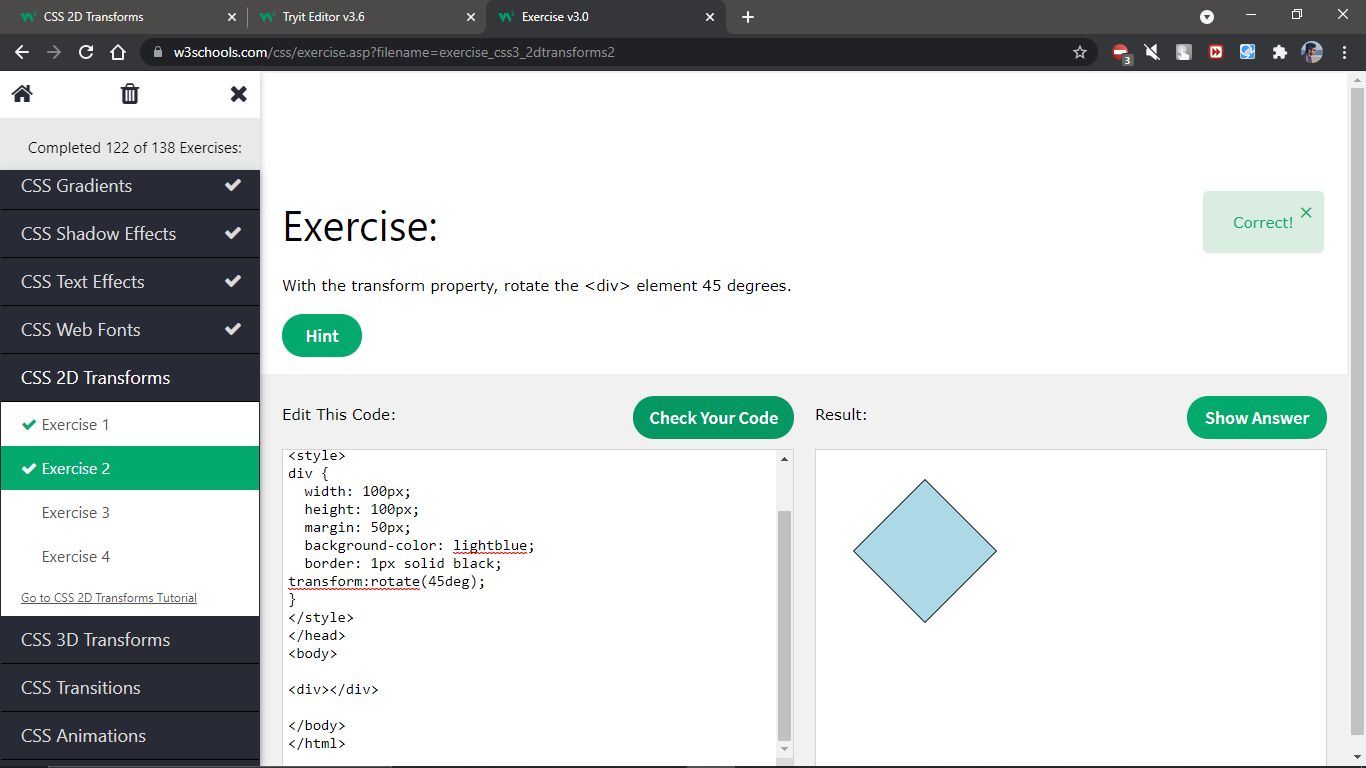 CSS 2D Transforms
Tryit Editor v3.6
Exercise v3.0
w3schools.com/css/exercise.asp?filename=exercise_css3_2dtransforms2
3
Completed 122 of 138 Exercises:
CSS Gradients
CSS Shadow Effects
CSS Text Effects
CSS Web Fonts
CSS 2D Transforms
Exercise 1
Exercise 2
Exercise 3
Exercise 4
Go to CSS 2D Transforms Tutorial
CSS 3D Transforms
CSS Transitions
CSS Animations
Exercise:
Correct!
With the transform property, rotate the <div> element 45 degrees.
Hint
Edit This Code:
Check Your Code
<style>
div {
  width: 100px;
  height: 100px;
  margin: 50px;
  background-color: lightblue;
  border: 1px solid black;
transform:rotate(45deg);
}
</style>
</head>
<body>
<div></div>
</body>
</html>
Result:
Show Answer